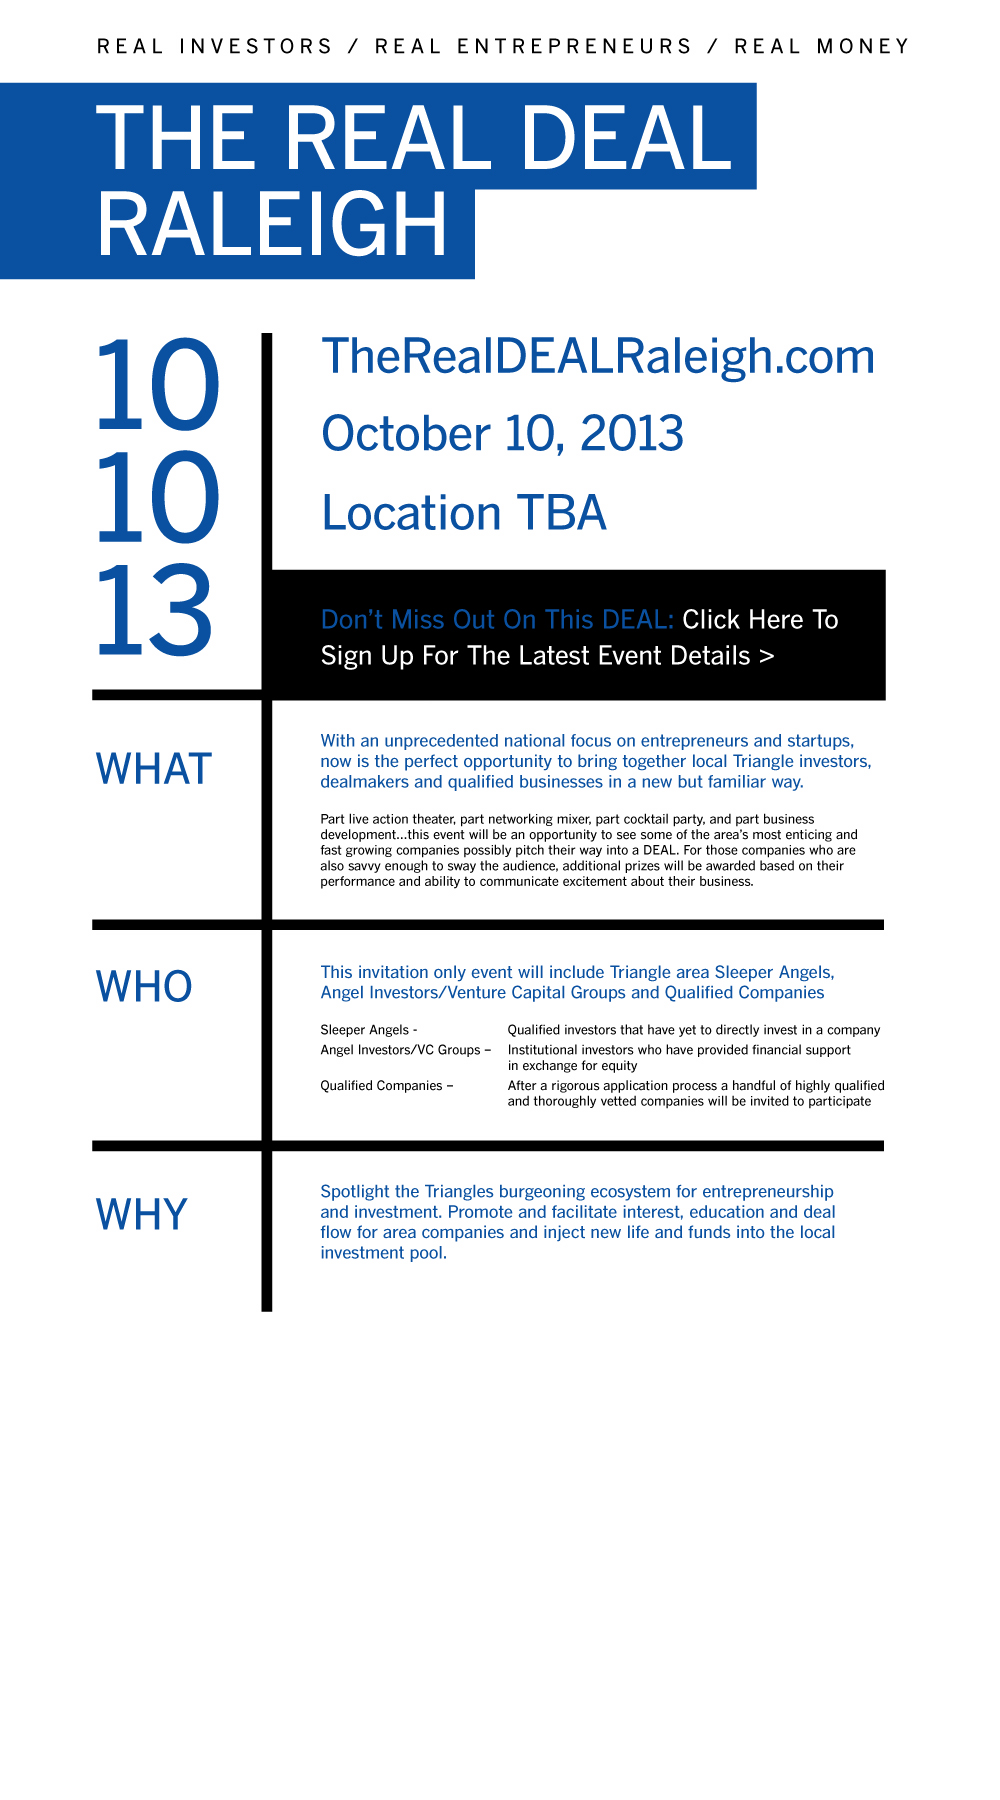 REAL INVESTORS / REAL ENTREPRENEURS / REAL MONEY
THE REAL DEAL
RALEIGH
10
10
13
TheRealDEALRaleigh.com
October 10, 2013
Location TBA
Don’t Miss Out On This DEAL: Click Here To
Sign Up For The Latest Event Details >
WHAT
With an unprecedented national focus on entrepreneurs and startups,
now is the perfect opportunity to bring together local Triangle investors,
dealmakers and qualified businesses in a new but familiar way.
Part live action theater, part networking mixer, part cocktail party, and part business
development...this event will be an opportunity to see some of the area’s most enticing and
fast growing companies possibly pitch their way into a DEAL. For those companies who are
also savvy enough to sway the audience, additional prizes will be awarded based on their
performance and ability to communicate excitement about their business.
WHO
This invitation only event will include Triangle area Sleeper Angels,
Angel Investors/Venture Capital Groups and Qualified Companies
Sleeper Angels - Qualified investors that have yet to directly invest in a company
Angel Investors/VC Groups – Institutional investors who have provided financial support
in exchange for equity
Qualified Companies – After a rigorous application process a handful of highly qualified
and thoroughly vetted companies will be invited to participate
WHY
Spotlight the Triangles burgeoning ecosystem for entrepreneurship
and investment. Promote and facilitate interest, education and deal
flow for area companies and inject new life and funds into the local
investment pool.